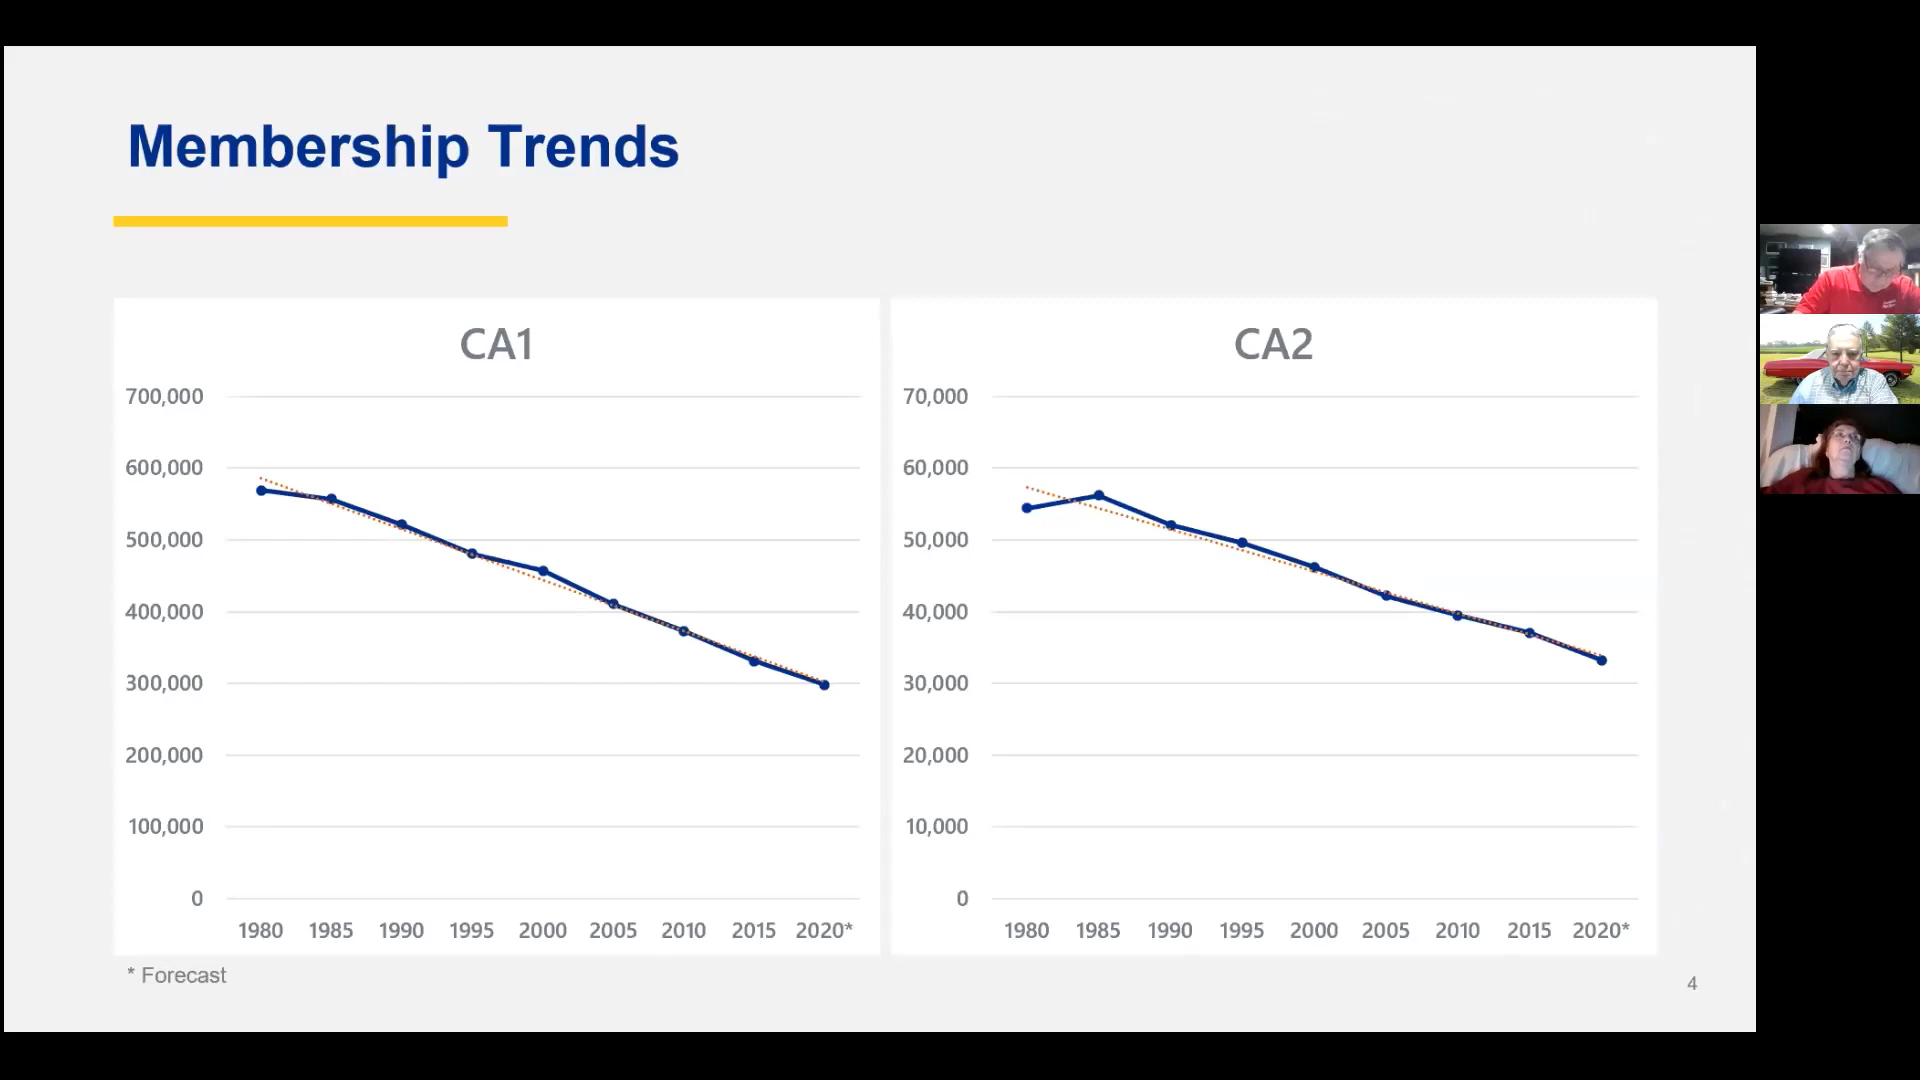 Membership Trends
CA1
700,000
600,000
500,000
400,000
300,000
200,000
100,000
0
1980 1985 1990 1995 2000 2005 2010 2015 2020*
CA2
70,000
60,000
50,000
40,000
30,000
20,000
10,000
0
1980 1985 1990 1995 2000 2005 2010 2015 2020*
* Forecast
4